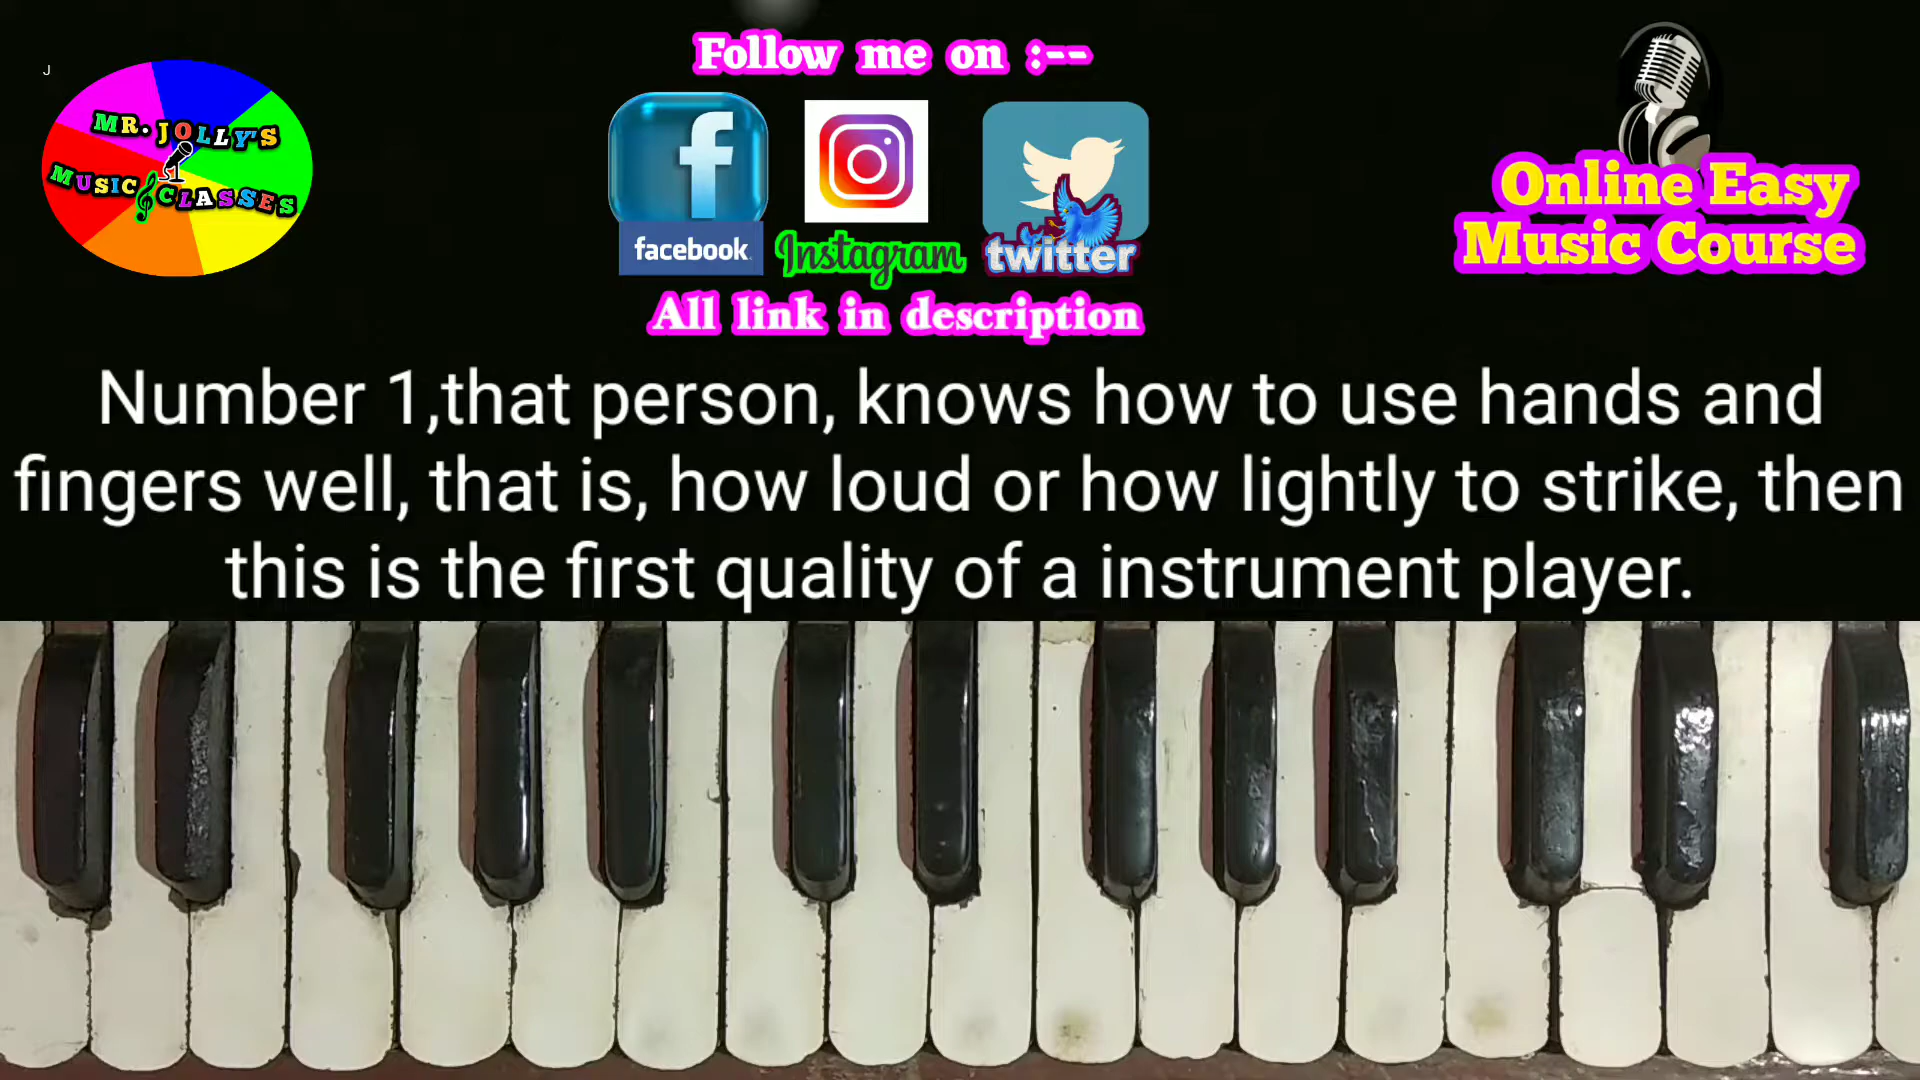 Follow me on :--
J
MR. JOLLY'S
MUSIC CLASSES
facebook
Instagram
twitter
Online Easy
Music Course
All link in description
Number 1,that person, knows how to use hands and
fingers well, that is, how loud or how lightly to strike, then
this is the first quality of a instrument player.